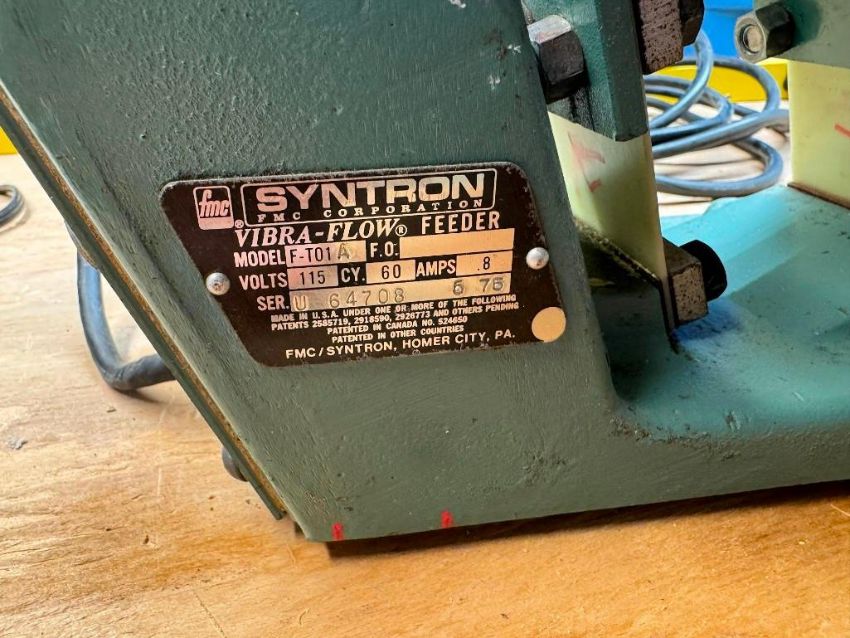 fmc SYNTRON
FMC CORPORATION
VIBRA-FLOW® FEEDER
MODEL F-T01 A F.O.
VOLTS 115 CY. 60 AMPS .8
SER. U 64708 5 75
MADE IN U.S.A. UNDER ONE OR MORE OF THE FOLLOWING
PATENTS 2585719, 2918590, 2926773 AND OTHERS PENDING
PATENTED IN CANADA NO. 524650
PATENTED IN OTHER COUNTRIES
FMC/SYNTRON, HOMER CITY, PA.